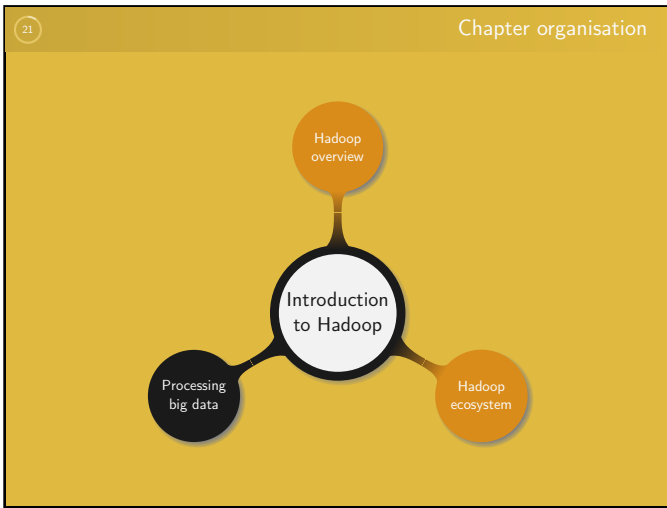 21
Chapter organisation
Hadoop
overview
Introduction
to Hadoop
Processing
big data
Hadoop
ecosystem